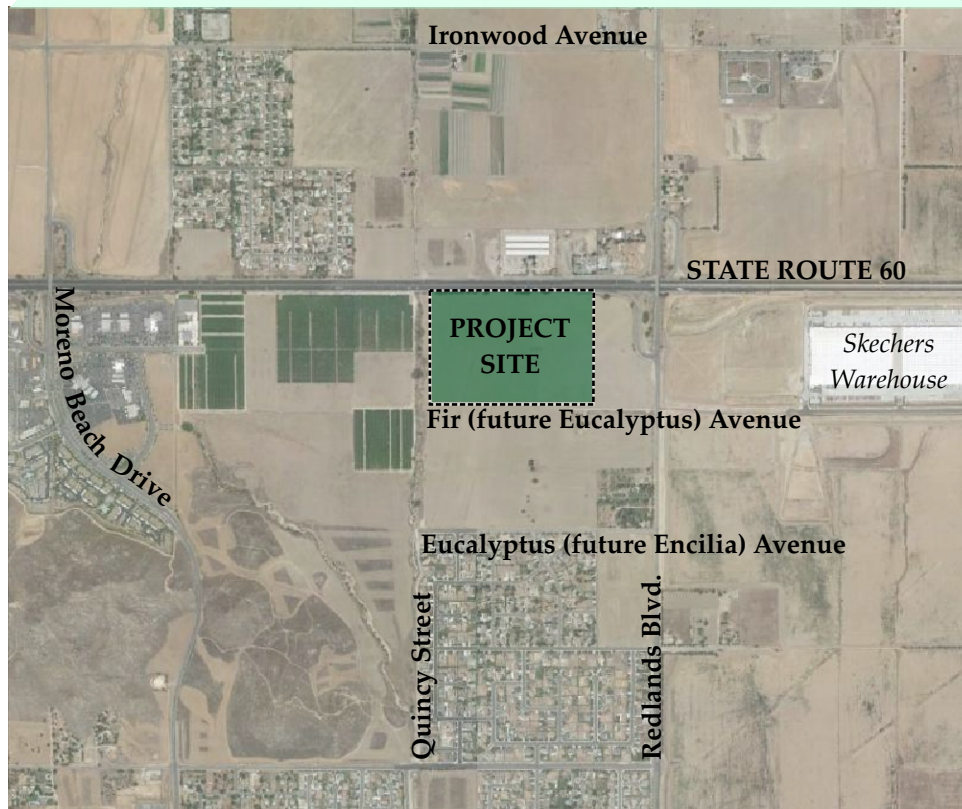 Ironwood Avenue
STATE ROUTE 60
Moreno Beach Drive
PROJECT
SITE
Skechers
Warehouse
Fir (future Eucalyptus) Avenue
Eucalyptus (future Encilia) Avenue
Quincy Street
Redlands Blvd.